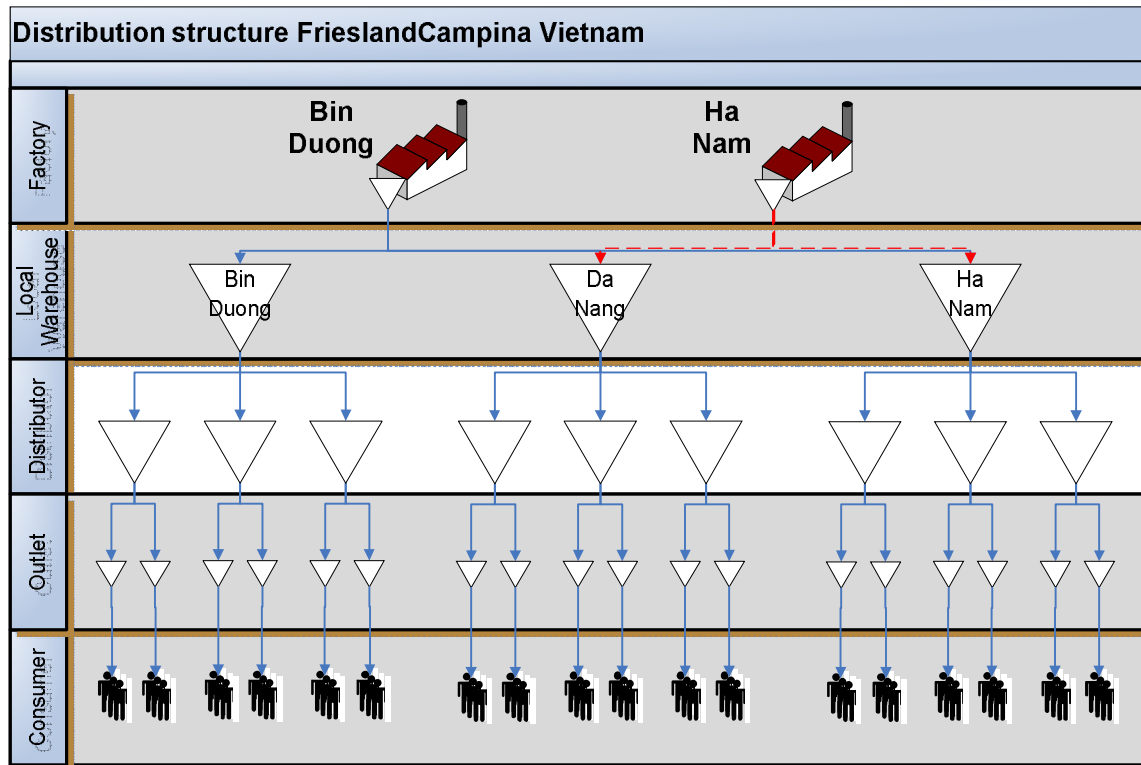 Distribution structure FrieslandCampina Vietnam
Factory
Bin
Duong
Ha
Nam
Local
Warehouse
Bin
Duong
Da
Nang
Ha
Nam
Distributor
Outlet
Consumer